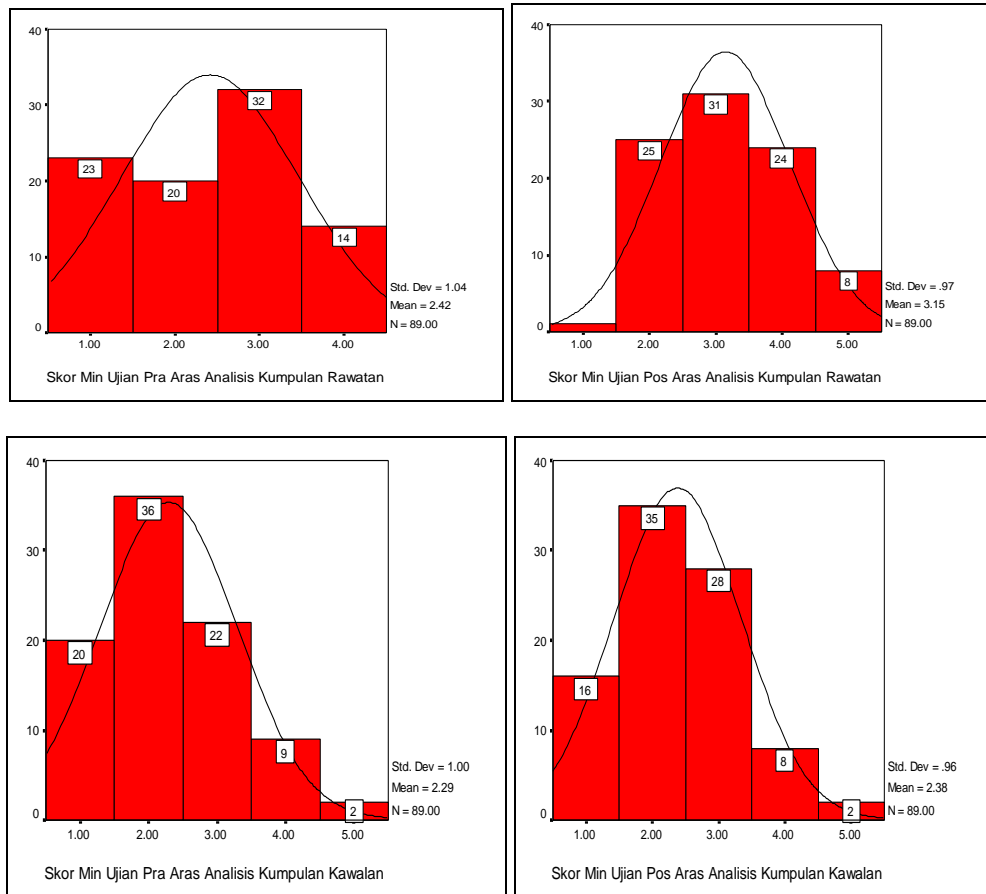 40
30
20
10
0
23
20
32
14
1.00 2.00 3.00 4.00
Std. Dev = 1.04
Mean = 2.42
N = 89.00
Skor Min Ujian Pra Aras Analisis Kumpulan Rawatan
40
30
20
10
0
25
31
24
8
1.00 2.00 3.00 4.00 5.00
Std. Dev = .97
Mean = 3.15
N = 89.00
Skor Min Ujian Pos Aras Analisis Kumpulan Rawatan
40
30
20
10
0
20
36
22
9
2
1.00 2.00 3.00 4.00 5.00
Std. Dev = 1.00
Mean = 2.29
N = 89.00
Skor Min Ujian Pra Aras Analisis Kumpulan Kawalan
40
30
20
10
0
16
35
28
8
2
1.00 2.00 3.00 4.00 5.00
Std. Dev = .96
Mean = 2.38
N = 89.00
Skor Min Ujian Pos Aras Analisis Kumpulan Kawalan